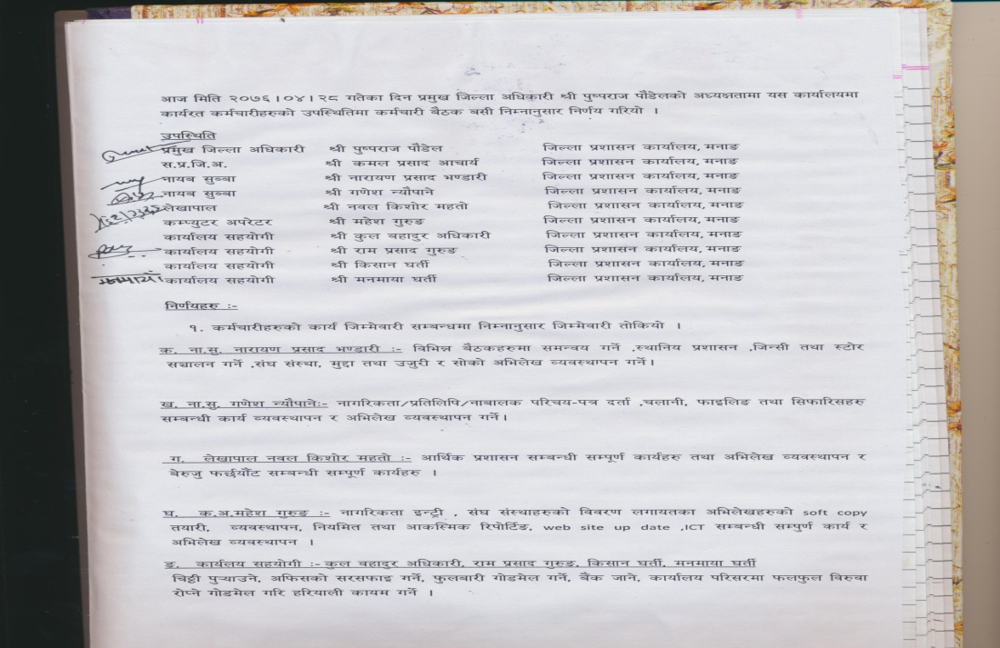 आज मिति २०७६।०४।२८ गतेका दिन प्रमुख जिल्ला अधिकारी श्री पुष्पराज पौडेलको अध्यक्षतामा यस कार्यालयमा
कार्यरत कर्मचारीहरुको उपस्थितिमा कर्मचारी बैठक बसी निम्नानुसार निर्णय गरियो ।
उपस्थिति
प्रमुख जिल्ला अधिकारी श्री पुष्पराज पौडेल जिल्ला प्रशासन कार्यालय, मनाङ
स.प्र.जि.अ. श्री कमल प्रसाद आचार्य जिल्ला प्रशासन कार्यालय, मनाङ
नायब सुब्बा श्री नारायण प्रसाद भण्डारी जिल्ला प्रशासन कार्यालय, मनाङ
नायब सुब्बा श्री गणेश न्यौपाने जिल्ला प्रशासन कार्यालय, मनाङ
लेखापाल श्री नवल किशोर महतो जिल्ला प्रशासन कार्यालय, मनाङ
कम्प्युटर अपरेटर श्री महेश गुरुङ जिल्ला प्रशासन कार्यालय, मनाङ
कार्यालय सहयोगी श्री कुल बहादुर अधिकारी जिल्ला प्रशासन कार्यालय, मनाङ
कार्यालय सहयोगी श्री राम प्रसाद गुरुङ जिल्ला प्रशासन कार्यालय, मनाङ
कार्यालय सहयोगी श्री किसान घर्ती जिल्ला प्रशासन कार्यालय, मनाङ
कार्यालय सहयोगी श्री मनमाया घर्ती जिल्ला प्रशासन कार्यालय, मनाङ
निर्णयहरु :-
१. कर्मचारीहरुको कार्य जिम्मेबारी सम्बन्धमा निम्नानुसार जिम्मेबारी तोकियो ।
क. ना.सु. नारायण प्रसाद भण्डारी :- बिभिन्न बैठकहरुमा समन्वय गर्ने ,स्थानिय प्रशासन ,जिन्सी तथा स्टोर
सञ्चालन गर्ने ,संघ संस्था, मुद्दा तथा उजुरी र सोको अभिलेख व्यवस्थापन गर्ने।
ख. ना.सु. गणेश न्यौपाने:- नागरिकता/प्रतिलिपि/नाबालक परिचय-पत्र दर्ता ,चलानी, फाइलिङ तथा सिफारिसहरु
सम्बन्धी कार्य व्यवस्थापन र अभिलेख व्यवस्थापन गर्ने।
ग. लेखापाल नवल किशोर महतो :- आर्थिक प्रशासन सम्बन्धी सम्पूर्ण कार्यहरु तथा अभिलेख व्यवस्थापन र
बेरुजु फर्छ्यौट सम्बन्धी सम्पूर्ण कार्यहरु ।
घ. क.अ.महेश गुरुङ :- नागरिकता इन्ट्री , संघ संस्थाहरुको बिबरण लगायतका अभिलेखहरुको soft copy
तयारी, व्यवस्थापन, नियमित तथा आकस्मिक रिपोर्टिङ, web site up date ,ICT सम्बन्धी सम्पुर्ण कार्य र
अभिलेख व्यवस्थापन ।
ङ. कार्यलय सहयोगी :- कुल बहादुर अधिकारी, राम प्रसाद गुरुङ, किसान घर्ती, मनमाया घर्ती
चिठ्ठी पुऱ्याउने, अफिसको सरसफाइ गर्ने, फुलबारी गोडमेल गर्ने, बैंक जाने, कार्यालय परिसरमा फलफुल बिरुबा
रोप्ने गोडमेल गरि हरियाली कायम गर्ने ।